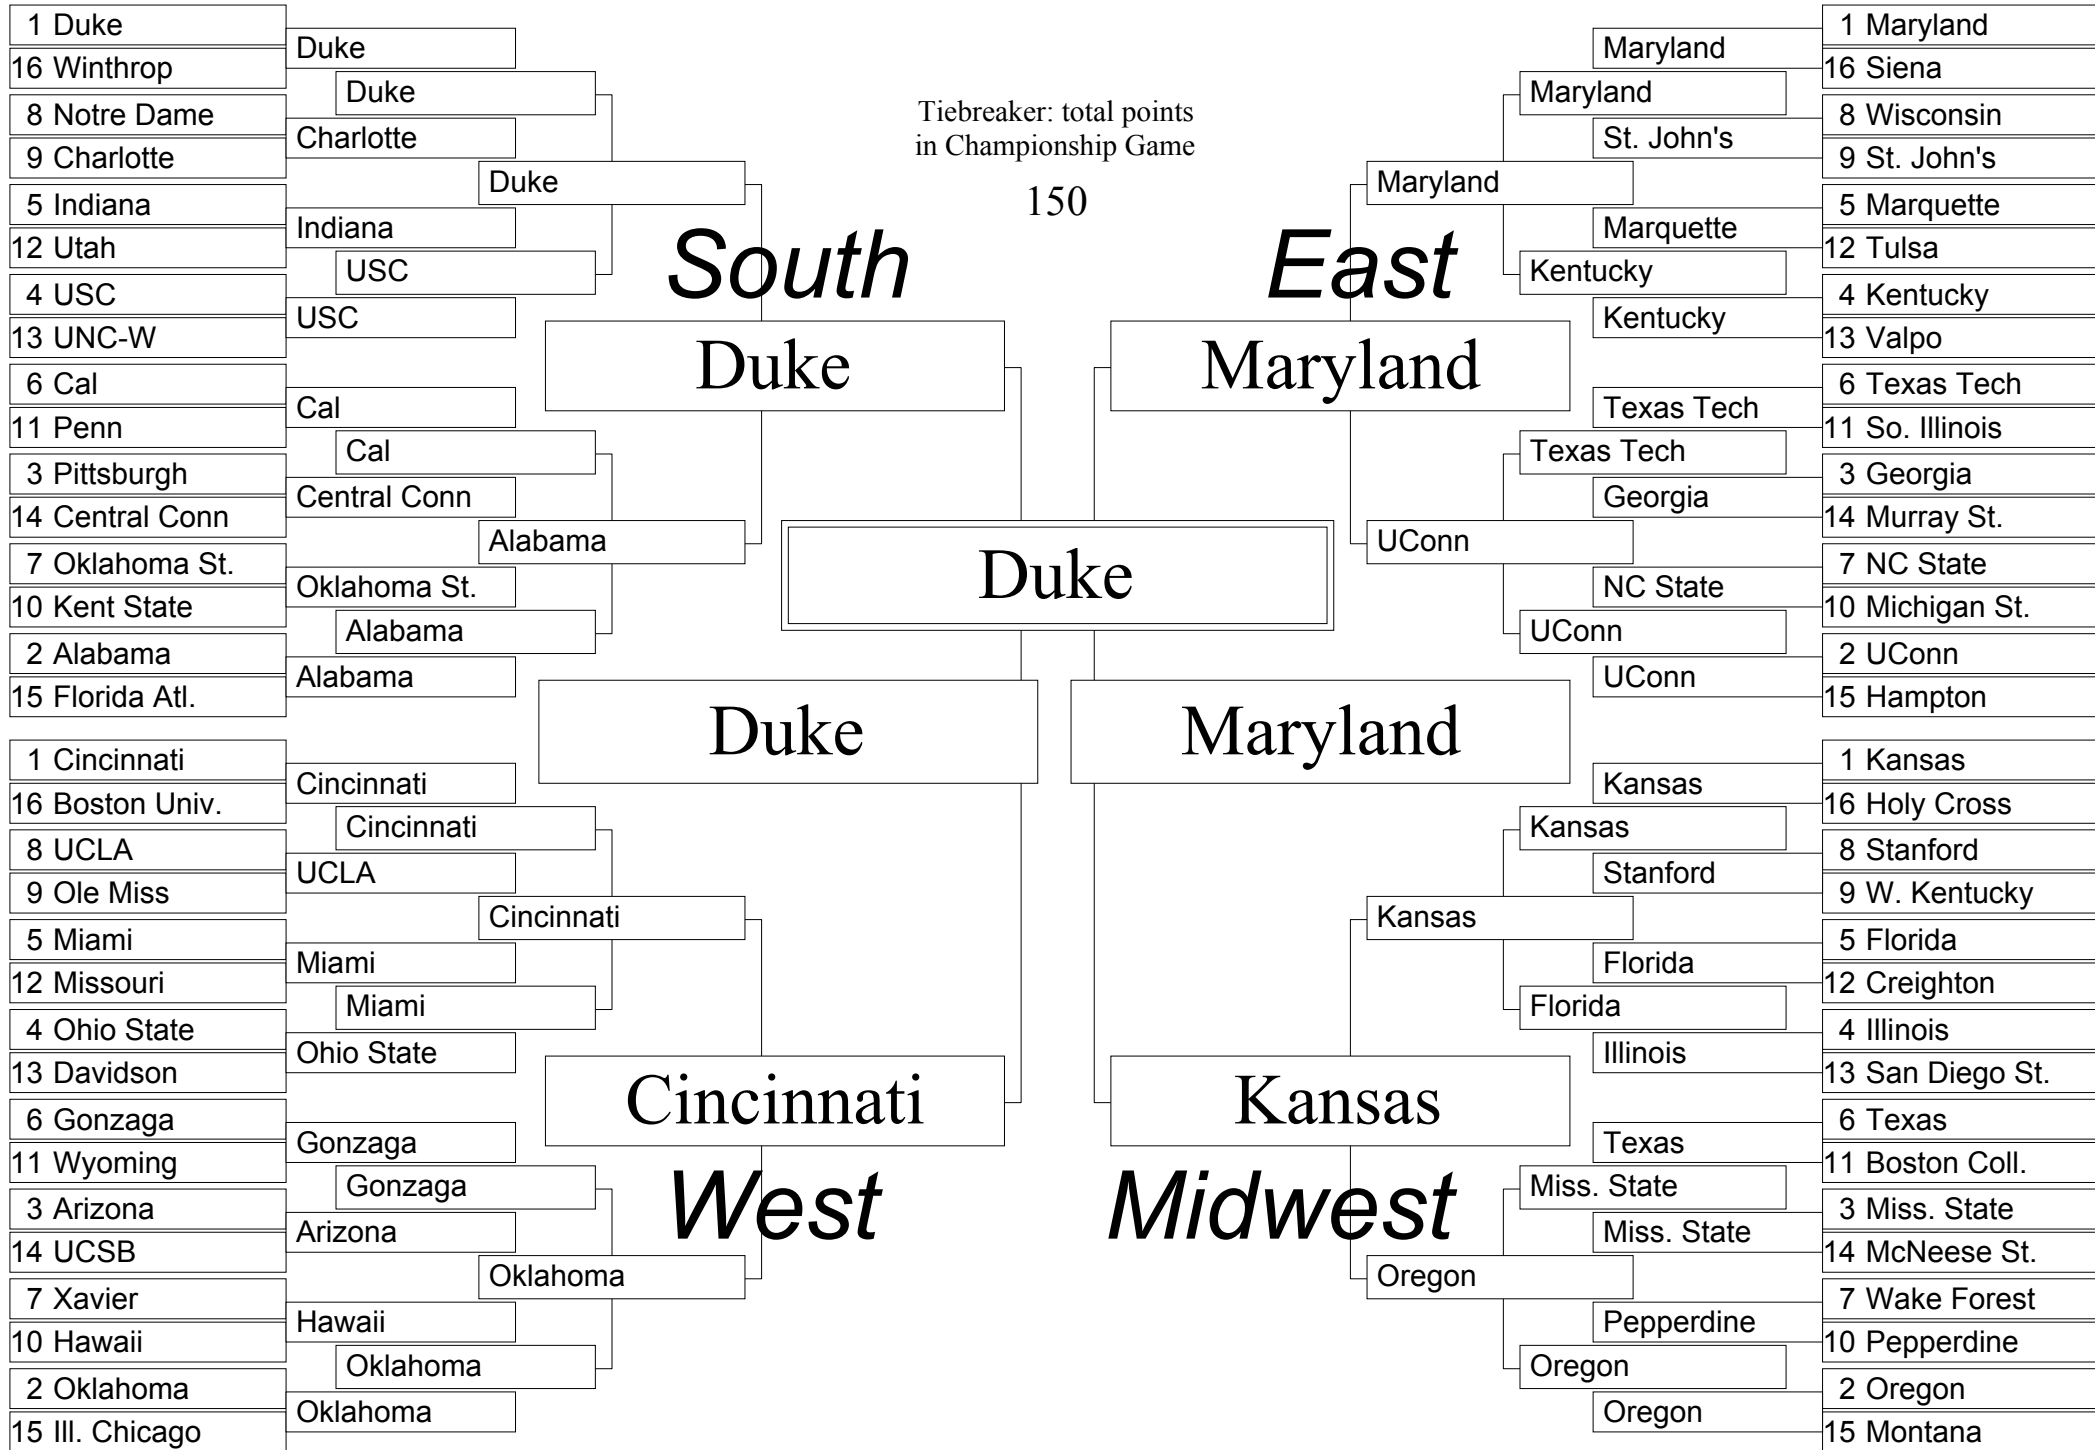 1 Duke
16 Winthrop
8 Notre Dame
9 Charlotte
5 Indiana
12 Utah
4 USC
13 UNC-W
6 Cal
11 Penn
3 Pittsburgh
14 Central Conn
7 Oklahoma St.
10 Kent State
2 Alabama
15 Florida Atl.
Duke
Charlotte
Indiana
USC
Cal
Central Conn
Oklahoma St.
Alabama
Duke
USC
Cal
Alabama
Duke
Alabama
South
Duke
1 Cincinnati
16 Boston Univ.
8 UCLA
9 Ole Miss
5 Miami
12 Missouri
4 Ohio State
13 Davidson
6 Gonzaga
11 Wyoming
3 Arizona
14 UCSB
7 Xavier
10 Hawaii
2 Oklahoma
15 Ill. Chicago
Cincinnati
UCLA
Miami
Ohio State
Gonzaga
Arizona
Hawaii
Oklahoma
Cincinnati
Miami
Gonzaga
Oklahoma
Cincinnati
Oklahoma
Cincinnati
West
Tiebreaker: total points
in Championship Game
150
Duke
Duke
Maryland
East
Maryland
Maryland
UConn
Maryland
Kentucky
Texas Tech
UConn
Maryland
St. John's
Marquette
Kentucky
Texas Tech
Georgia
NC State
UConn
1 Maryland
16 Siena
8 Wisconsin
9 St. John's
5 Marquette
12 Tulsa
4 Kentucky
13 Valpo
6 Texas Tech
11 So. Illinois
3 Georgia
14 Murray St.
7 NC State
10 Michigan St.
2 UConn
15 Hampton
Kansas
Midwest
Kansas
Oregon
Kansas
Florida
Miss. State
Oregon
Kansas
Stanford
Florida
Illinois
Texas
Miss. State
Pepperdine
Oregon
1 Kansas
16 Holy Cross
8 Stanford
9 W. Kentucky
5 Florida
12 Creighton
4 Illinois
13 San Diego St.
6 Texas
11 Boston Coll.
3 Miss. State
14 McNeese St.
7 Wake Forest
10 Pepperdine
2 Oregon
15 Montana